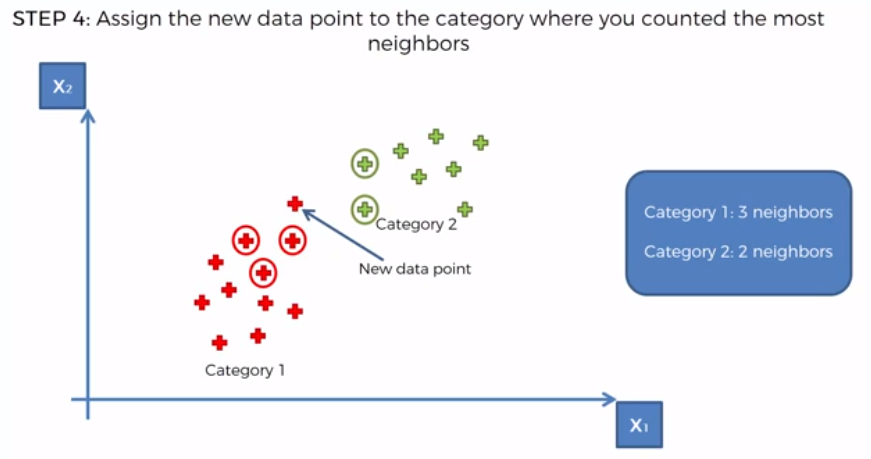 STEP 4: Assign the new data point to the category where you counted the most
neighbors
X2
Category 1: 3 neighbors
Category 2
Category 2: 2 neighbors
New data point
Category 1
X1